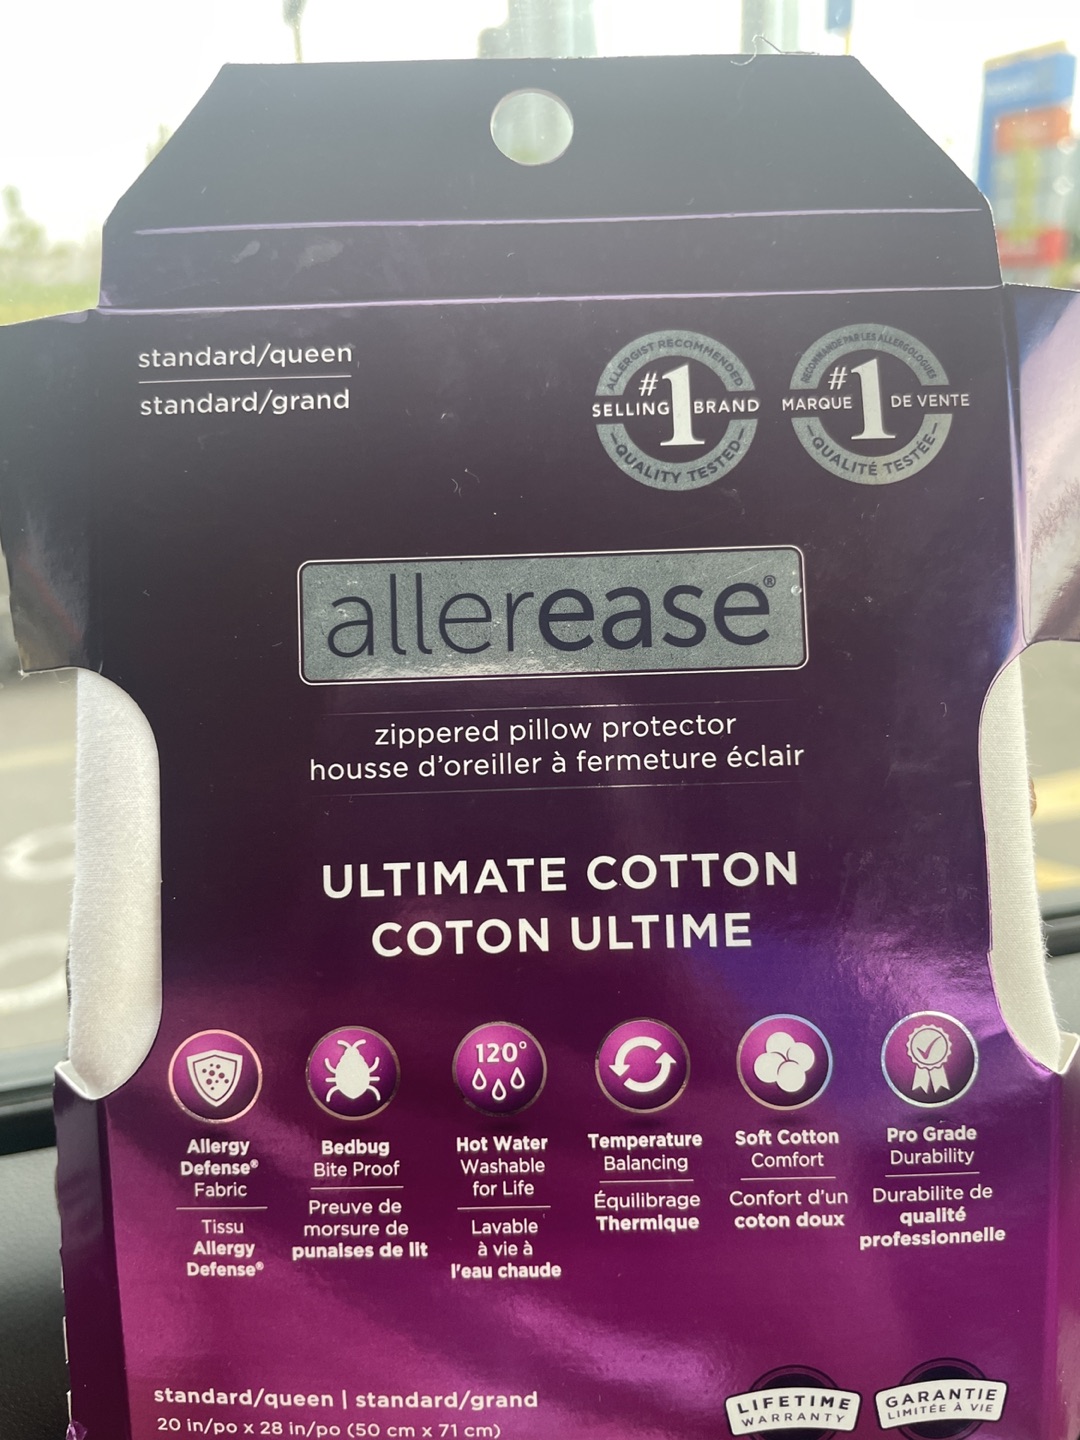 standard/queen
standard/grand
ALLERGIST RECOMMENDED
#1
SELLING BRAND
QUALITY TESTED
RECOMMANDÉ PAR LES ALLERGOLOGUES
#1
MARQUE DE VENTE
QUALITÉ TESTÉE
allerease®
zippered pillow protector
housse d'oreiller à fermeture éclair
ULTIMATE COTTON
COTON ULTIME
Allergy
Defense®
Fabric
Tissu
Allergy
Defense®
Bedbug
Bite Proof
Preuve de
morsure de
punaises de lit
120°
Hot Water
Washable
for Life
Lavable
à vie à
l'eau chaude
Temperature
Balancing
Équilibrage
Thermique
Soft Cotton
Comfort
Confort d'un
coton doux
Pro Grade
Durability
Durabilite de
qualité
professionnelle
standard/queen | standard/grand
20 in/po x 28 in/po (50 cm x 71 cm)
LIFETIME
WARRANTY
GARANTIE
LIMITÉE À VIE